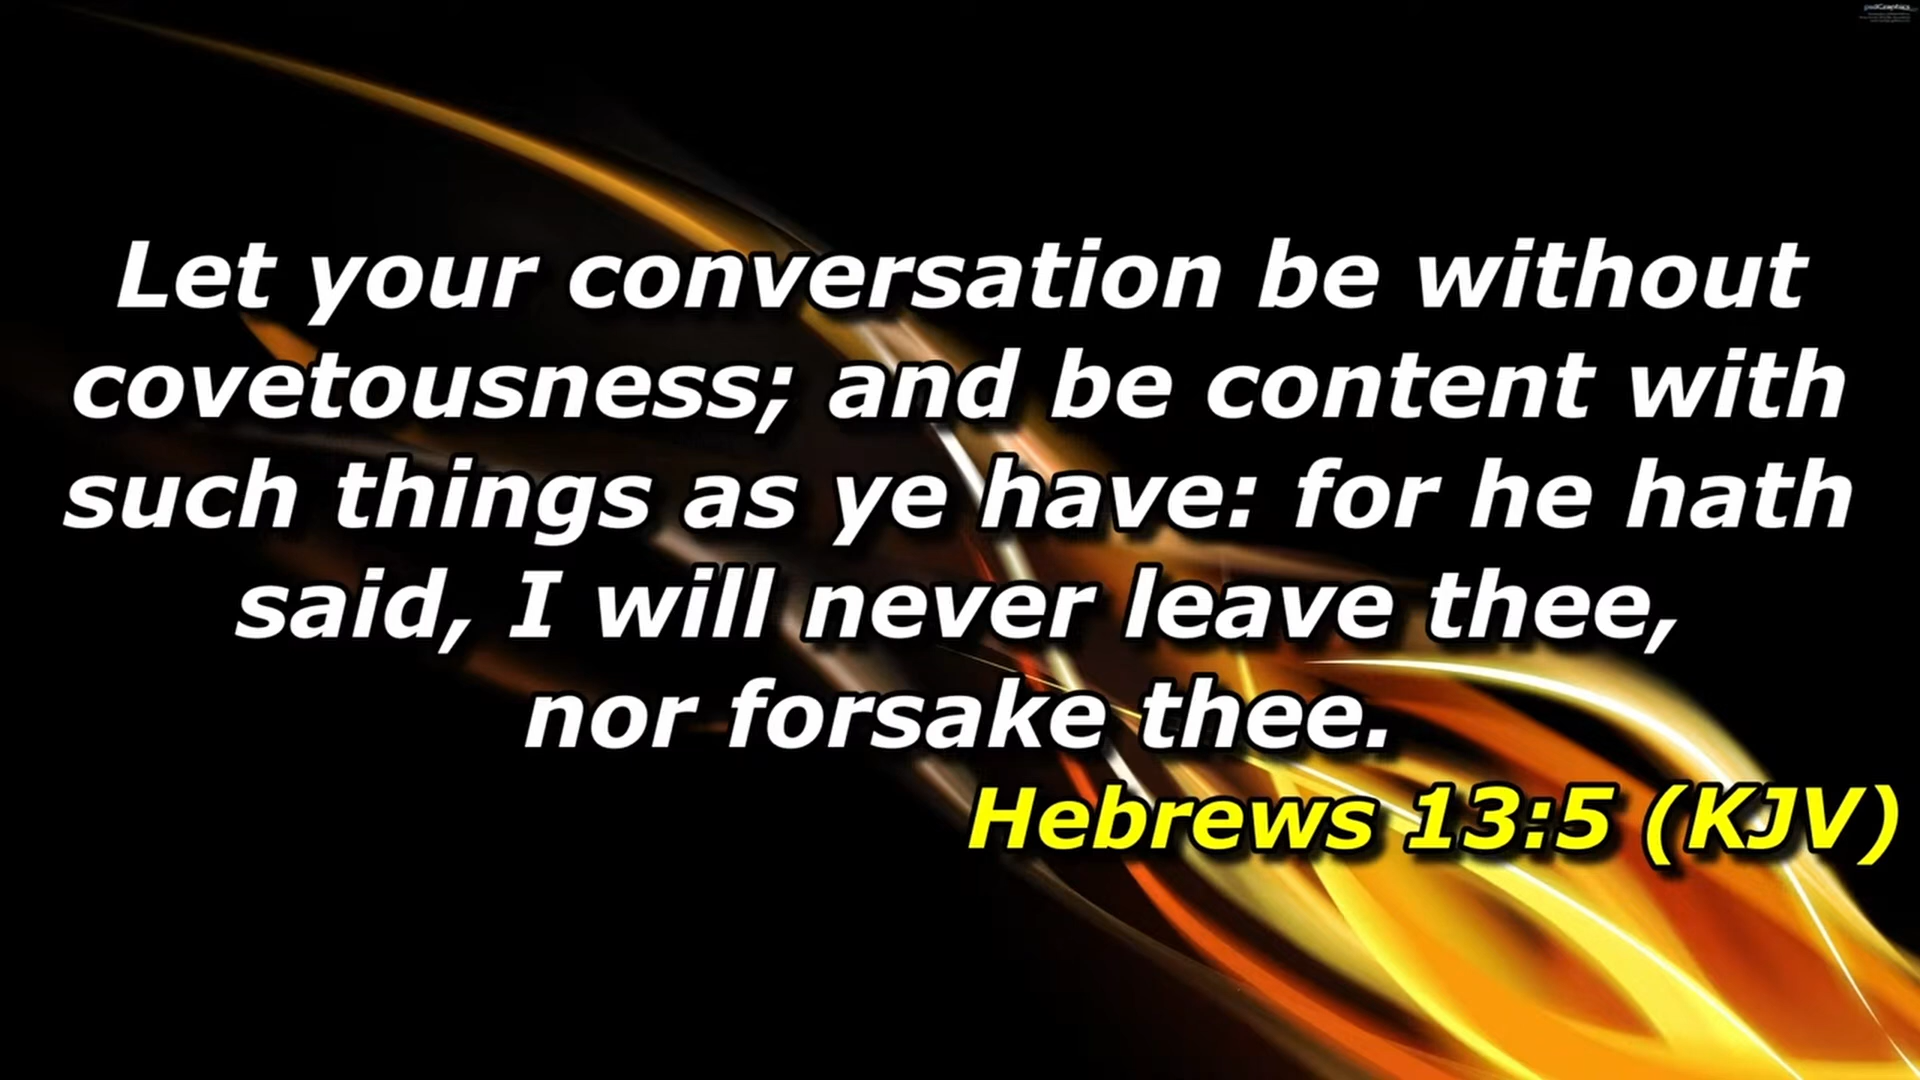 Let your conversation be without
covetousness; and be content with
such things as ye have: for he hath
said, I will never leave thee,
nor forsake thee.
Hebrews 13:5 (KJV)